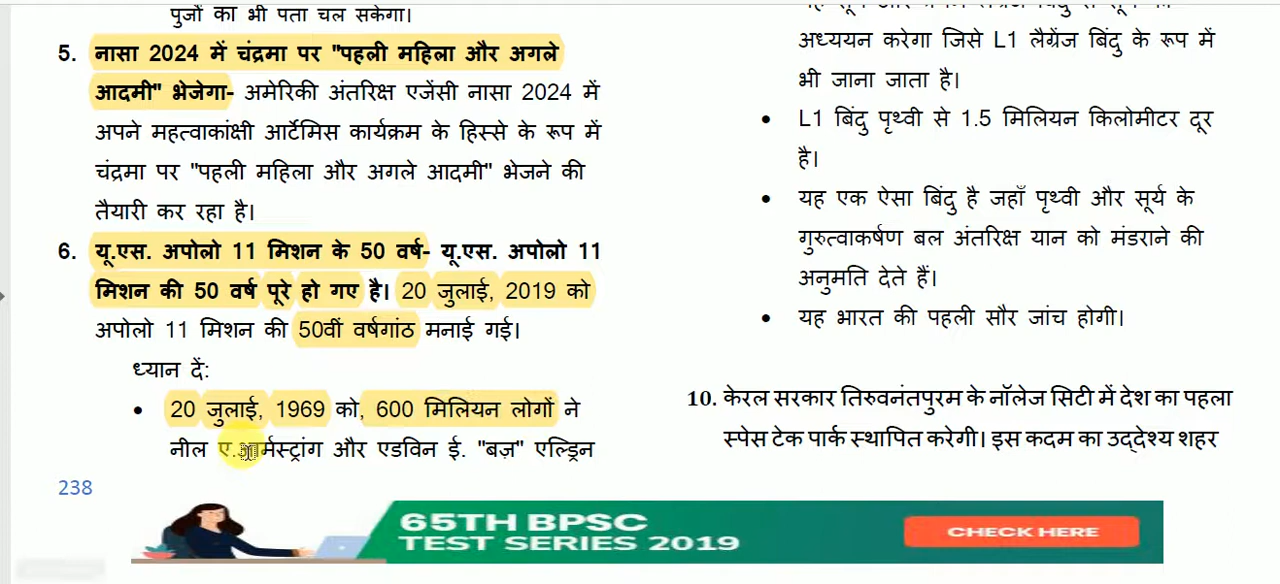 पुर्जों का भी पता चल सकेगा।
5. नासा 2024 में चंद्रमा पर "पहली महिला और अगले
आदमी" भेजेगा- अमेरिकी अंतरिक्ष एजेंसी नासा 2024 में
अपने महत्वाकांक्षी आर्टेमिस कार्यक्रम के हिस्से के रूप में
चंद्रमा पर "पहली महिला और अगले आदमी" भेजने की
तैयारी कर रहा है।
6. यू.एस. अपोलो 11 मिशन के 50 वर्ष- यू.एस. अपोलो 11
मिशन की 50 वर्ष पूरे हो गए है। 20 जुलाई, 2019 को
अपोलो 11 मिशन की 50वीं वर्षगांठ मनाई गई।
ध्यान दें:
• 20 जुलाई, 1969 को, 600 मिलियन लोगों ने
नील ए.आर्मस्ट्रांग और एडविन ई. "बज़" एल्ड्रिन
238
अध्ययन करेगा जिसे L1 लैग्रेंज बिंदु के रूप में
भी जाना जाता है।
• L1 बिंदु पृथ्वी से 1.5 मिलियन किलोमीटर दूर
है।
• यह एक ऐसा बिंदु है जहाँ पृथ्वी और सूर्य के
गुरुत्वाकर्षण बल अंतरिक्ष यान को मंडराने की
अनुमति देते हैं।
• यह भारत की पहली सौर जांच होगी।
10. केरल सरकार तिरुवनंतपुरम के नॉलेज सिटी में देश का पहला
स्पेस टेक पार्क स्थापित करेगी। इस कदम का उद्देश्य शहर
65TH BPSC
TEST SERIES 2019
CHECK HERE